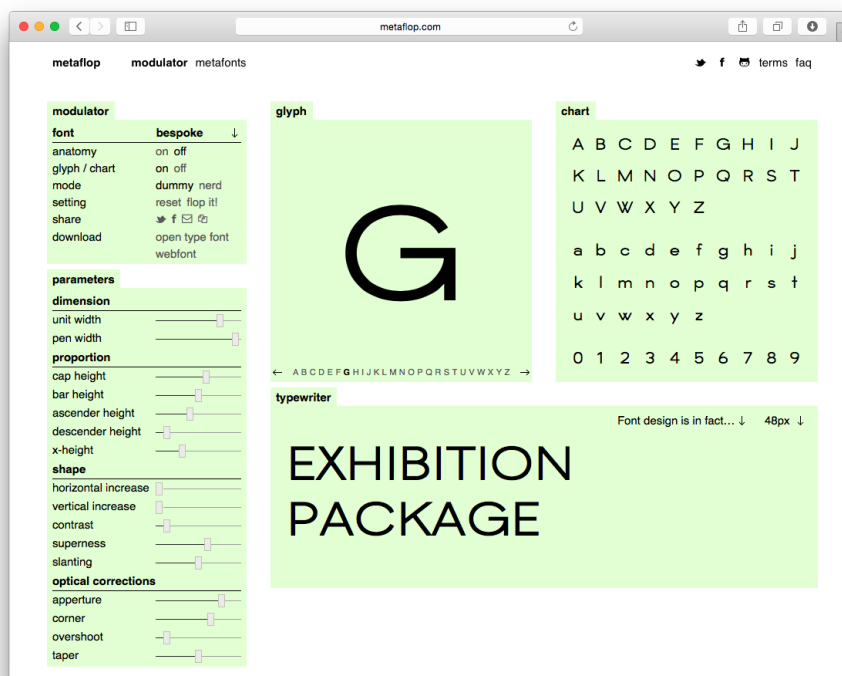 metaflop.com
metaflop modulator metafonts terms faq
modulator
font bespoke ↓
anatomy on off
glyph / chart on off
mode dummy nerd
setting reset flop it!
share
download open type font
webfont
parameters
dimension
unit width
pen width
proportion
cap height
bar height
ascender height
descender height
x-height
shape
horizontal increase
vertical increase
contrast
superness
slanting
optical corrections
apperture
corner
overshoot
taper
glyph
G
← A B C D E F G H I J K L M N O P Q R S T U V W X Y Z →
chart
A B C D E F G H I J
K L M N O P Q R S T
U V W X Y Z
a b c d e f g h i j
k l m n o p q r s t
u v w x y z
0 1 2 3 4 5 6 7 8 9
typewriter
Font design is in fact... ↓ 48px ↓
EXHIBITION
PACKAGE